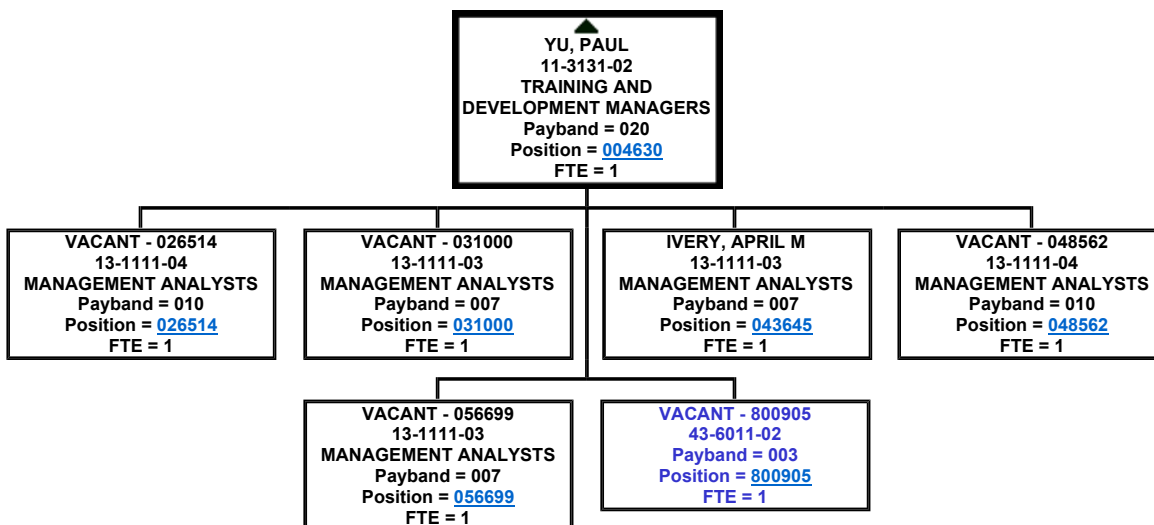 YU, PAUL
11-3131-02
TRAINING AND
DEVELOPMENT MANAGERS
Payband = 020
Position = 004630
FTE = 1
VACANT - 026514
13-1111-04
MANAGEMENT ANALYSTS
Payband = 010
Position = 026514
FTE = 1
VACANT - 031000
13-1111-03
MANAGEMENT ANALYSTS
Payband = 007
Position = 031000
FTE = 1
IVERY, APRIL M
13-1111-03
MANAGEMENT ANALYSTS
Payband = 007
Position = 043645
FTE = 1
VACANT - 048562
13-1111-04
MANAGEMENT ANALYSTS
Payband = 010
Position = 048562
FTE = 1
VACANT - 056699
13-1111-03
MANAGEMENT ANALYSTS
Payband = 007
Position = 056699
FTE = 1
VACANT - 800905
43-6011-02
Payband = 003
Position = 800905
FTE = 1